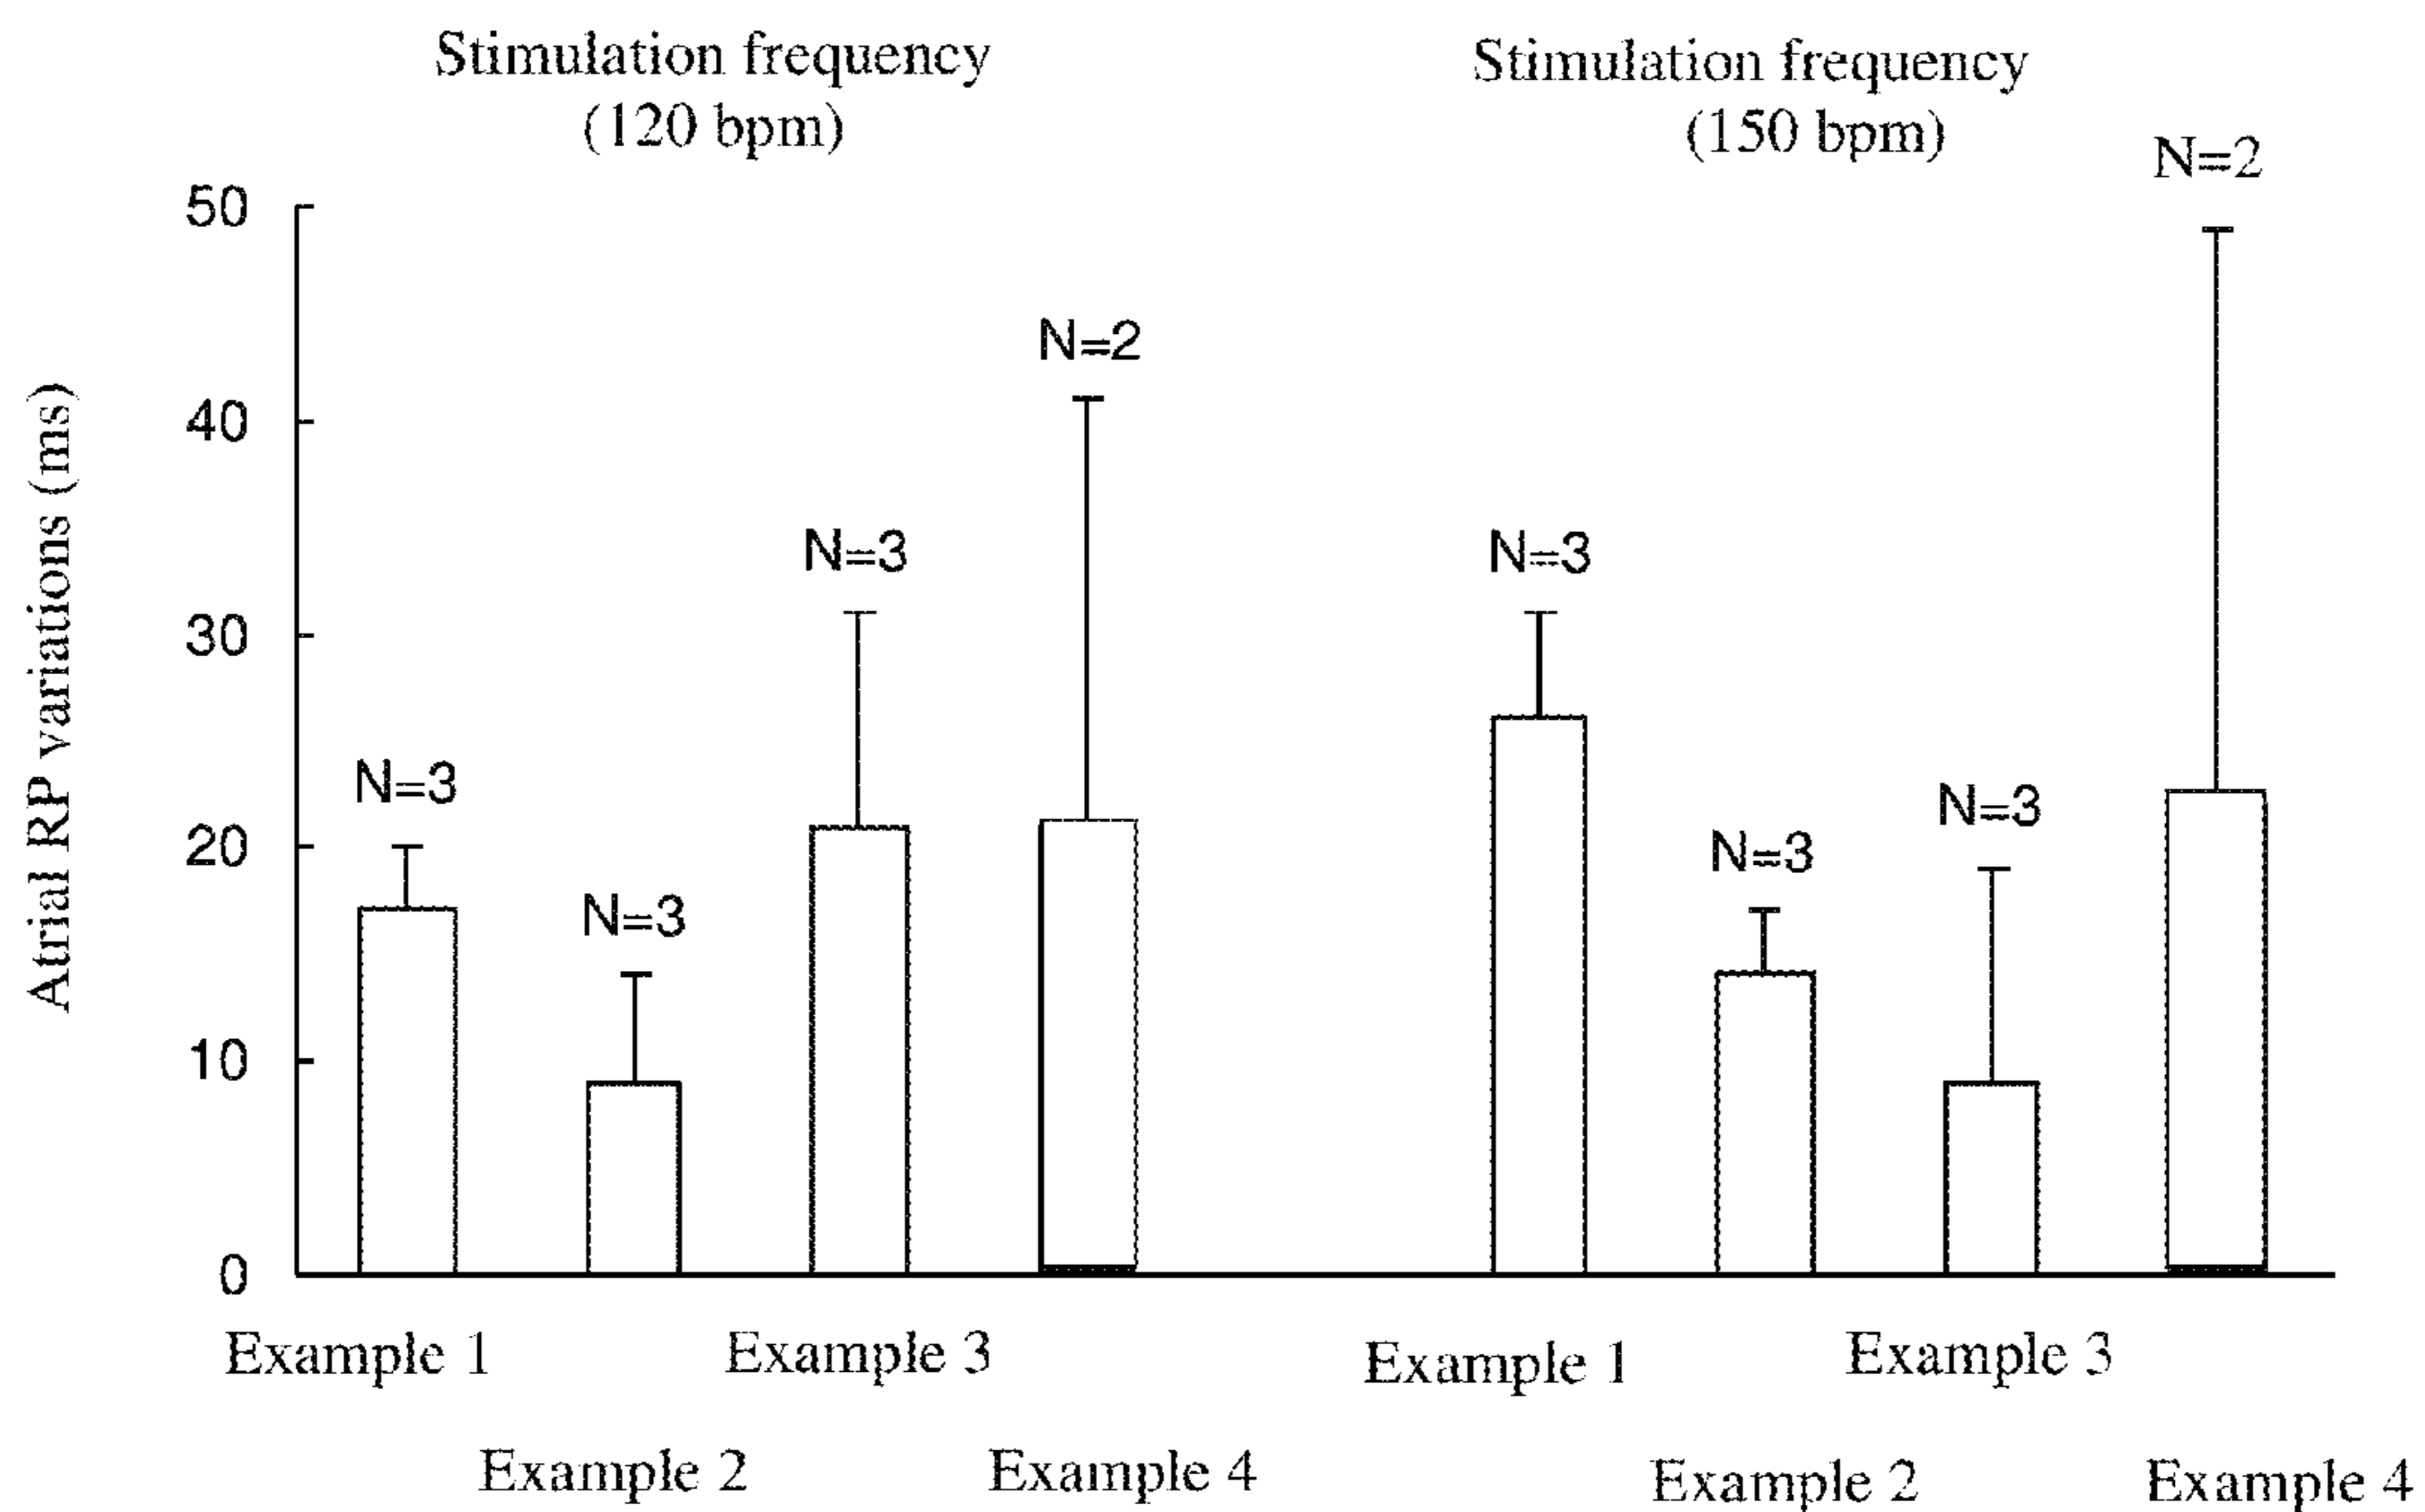 Stimulation frequency
(120 bpm)
Stimulation frequency
(150 bpm)
Atrial RP variations (ms)
50
40
30
20
10
0
N=3
N=3
N=3
N=2
N=3
N=3
N=3
N=2
Example 1
Example 2
Example 3
Example 4
Example 1
Example 2
Example 3
Example 4